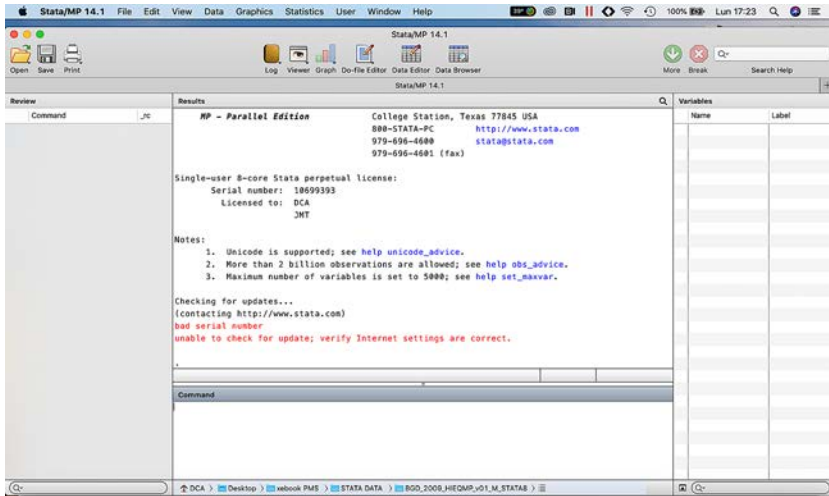 Stata/MP 14.1 File Edit View Data Graphics Statistics User Window Help 100% Lun 17:23
Stata/MP 14.1
Open Save Print Log Viewer Graph Do-file Editor Data Editor Data Browser More Break Search Help
Stata/MP 14.1
Review Results Variables
Command _rc Name Label
MP - Parallel Edition College Station, Texas 77845 USA
800-STATA-PC http://www.stata.com
979-696-4600 stata@stata.com
979-696-4601 (fax)
Single-user 8-core Stata perpetual license:
Serial number: 10699393
Licensed to: DCA
JMT
Notes:
1. Unicode is supported; see help unicode_advice.
2. More than 2 billion observations are allowed; see help obs_advice.
3. Maximum number of variables is set to 5000; see help set_maxvar.
Checking for updates...
(contacting http://www.stata.com)
bad serial number
unable to check for update; verify Internet settings are correct.
.
Command
DCA Desktop xebook PMS STATA DATA BGD_2009_HIEQMP_v01_M_STATA8